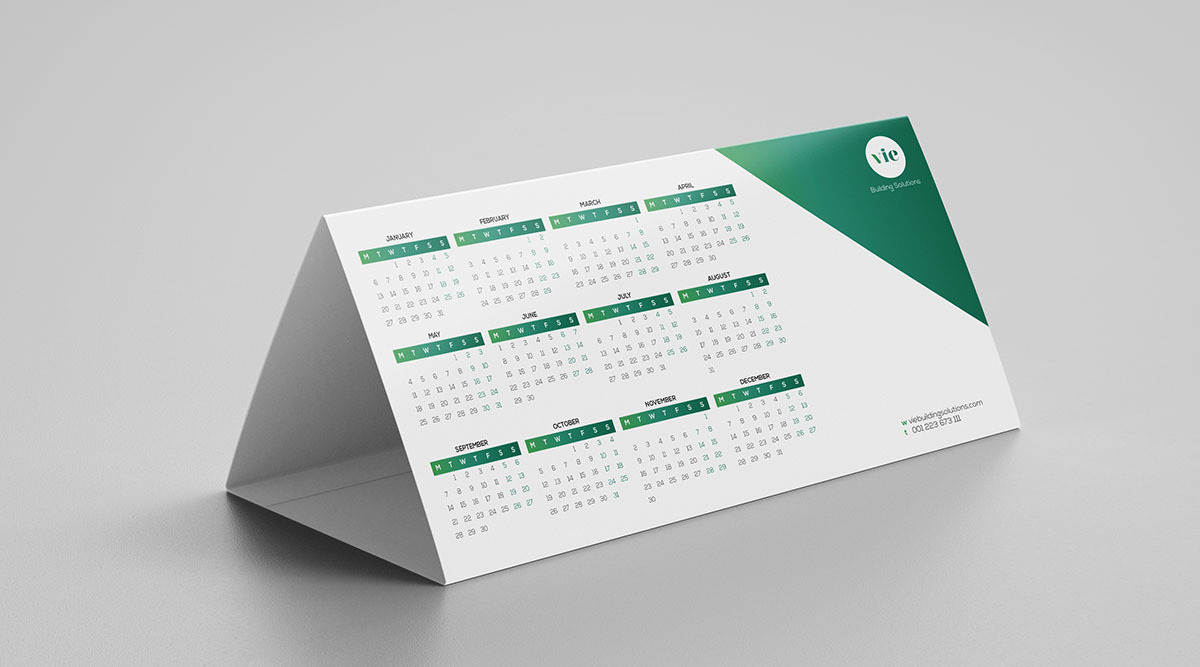 vie
Building Solutions
JANUARY
M T W T F S S
1 2 3 4 5
6 7 8 9 10 11 12
13 14 15 16 17 18 19
20 21 22 23 24 25 26
27 28 29 30 31
FEBRUARY
M T W T F S S
1 2
3 4 5 6 7 8 9
10 11 12 13 14 15 16
17 18 19 20 21 22 23
24 25 26 27 28 29
MARCH
M T W T F S S
1
2 3 4 5 6 7 8
9 10 11 12 13 14 15
16 17 18 19 20 21 22
23 24 25 26 27 28 29
APRIL
M T W T F S S
1 2 3 4 5
6 7 8 9 10 11 12
13 14 15 16 17 18 19
20 21 22 23 24 25 26
27 28 29 30
MAY
M T W T F S S
1 2 3
4 5 6 7 8 9 10
11 12 13 14 15 16 17
18 19 20 21 22 23 24
25 26 27 28 29 30 31
JUNE
M T W T F S S
1 2 3 4 5 6 7
8 9 10 11 12 13 14
15 16 17 18 19 20 21
22 23 24 25 26 27 28
29 30
JULY
M T W T F S S
1 2 3 4 5
6 7 8 9 10 11 12
13 14 15 16 17 18 19
20 21 22 23 24 25 26
27 28 29 30 31
AUGUST
M T W T F S S
1 2
3 4 5 6 7 8 9
10 11 12 13 14 15 16
17 18 19 20 21 22 23
24 25 26 27 28 29 30
31
SEPTEMBER
M T W T F S S
1 2 3 4 5 6
7 8 9 10 11 12 13
14 15 16 17 18 19 20
21 22 23 24 25 26 27
28 29 30
OCTOBER
M T W T F S S
1 2 3 4
5 6 7 8 9 10 11
12 13 14 15 16 17 18
19 20 21 22 23 24 25
26 27 28 29 30 31
NOVEMBER
M T W T F S S
1
2 3 4 5 6 7 8
9 10 11 12 13 14 15
16 17 18 19 20 21 22
23 24 25 26 27 28 29
30
DECEMBER
M T W T F S S
1 2 3 4 5 6
7 8 9 10 11 12 13
14 15 16 17 18 19 20
21 22 23 24 25 26 27
28 29 30 31
w viebuildingsolutions.com
t 001 223 673 111